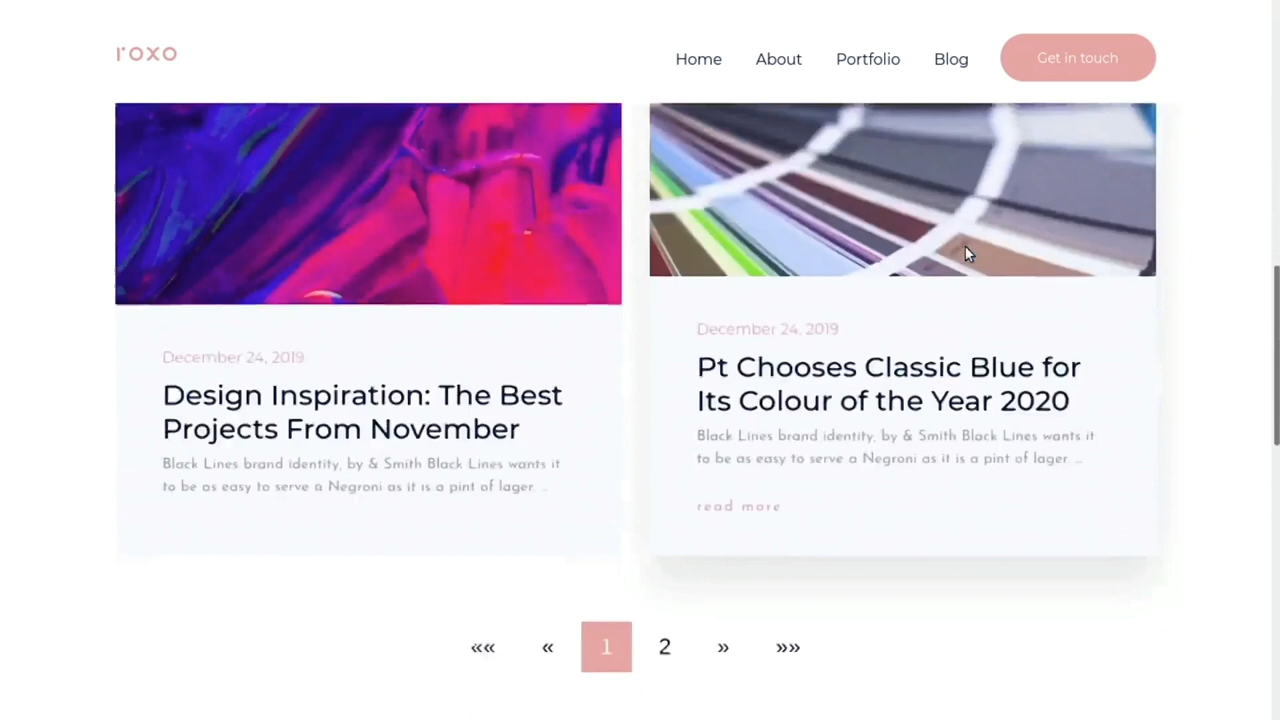 roxo
Home About Portfolio Blog Get in touch
December 24, 2019
Design Inspiration: The Best
Projects From November
Black Lines brand identity, by & Smith Black Lines wants it
to be as easy to serve a Negroni as it is a pint of lager. ...
December 24, 2019
Pt Chooses Classic Blue for
Its Colour of the Year 2020
Black Lines brand identity, by & Smith Black Lines wants it
to be as easy to serve a Negroni as it is a pint of lager. ...
read more
«« « 1 2 » »»